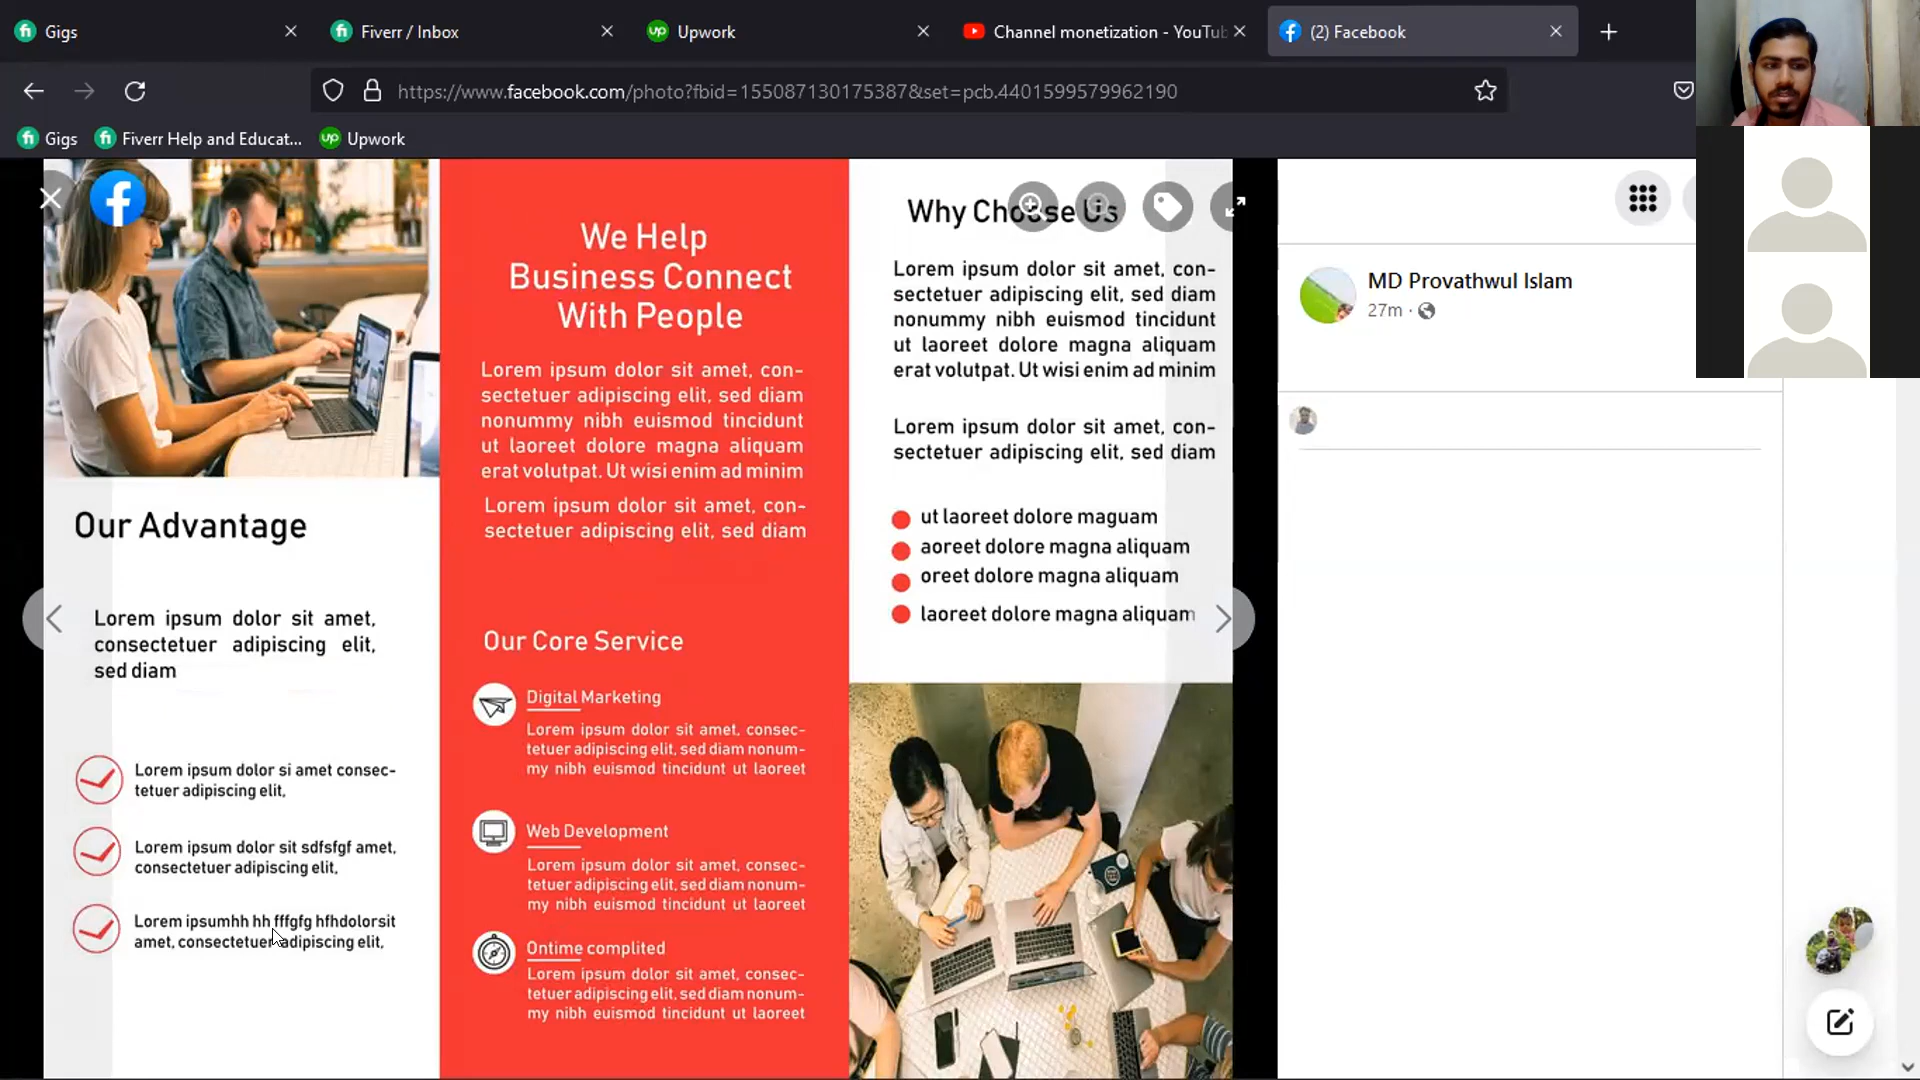 Gigs
Fiverr / Inbox
Upwork
Channel monetization - YouTub
(2) Facebook
https://www.facebook.com/photo?fbid=155087130175387&set=pcb.4401599579962190
Gigs
Fiverr Help and Educat...
Upwork
Our Advantage
Lorem ipsum dolor sit amet,
consectetuer adipiscing elit,
sed diam
Lorem ipsum dolor si amet consec-
tetuer adipiscing elit,
Lorem ipsum dolor sit sdfsfgf amet,
consectetuer adipiscing elit,
Lorem ipsumhh hh fffgfg hfhdolorsit
amet, consectetuer adipiscing elit,
We Help
Business Connect
With People
Lorem ipsum dolor sit amet, con-
sectetuer adipiscing elit, sed diam
nonummy nibh euismod tincidunt
ut laoreet dolore magna aliquam
erat volutpat. Ut wisi enim ad minim
Lorem ipsum dolor sit amet, con-
sectetuer adipiscing elit, sed diam
Our Core Service
Digital Marketing
Lorem ipsum dolor sit amet, consec-
tetuer adipiscing elit, sed diam nonum-
my nibh euismod tincidunt ut laoreet
Web Development
Lorem ipsum dolor sit amet, consec-
tetuer adipiscing elit, sed diam nonum-
my nibh euismod tincidunt ut laoreet
Ontime complited
Lorem ipsum dolor sit amet, consec-
tetuer adipiscing elit, sed diam nonum-
my nibh euismod tincidunt ut laoreet
Why Choose Us
Lorem ipsum dolor sit amet, con-
sectetuer adipiscing elit, sed diam
nonummy nibh euismod tincidunt
ut laoreet dolore magna aliquam
erat volutpat. Ut wisi enim ad minim
Lorem ipsum dolor sit amet, con-
sectetuer adipiscing elit, sed diam
ut laoreet dolore maguam
aoreet dolore magna aliquam
oreet dolore magna aliquam
laoreet dolore magna aliquam
MD Provathwul Islam
27m ·